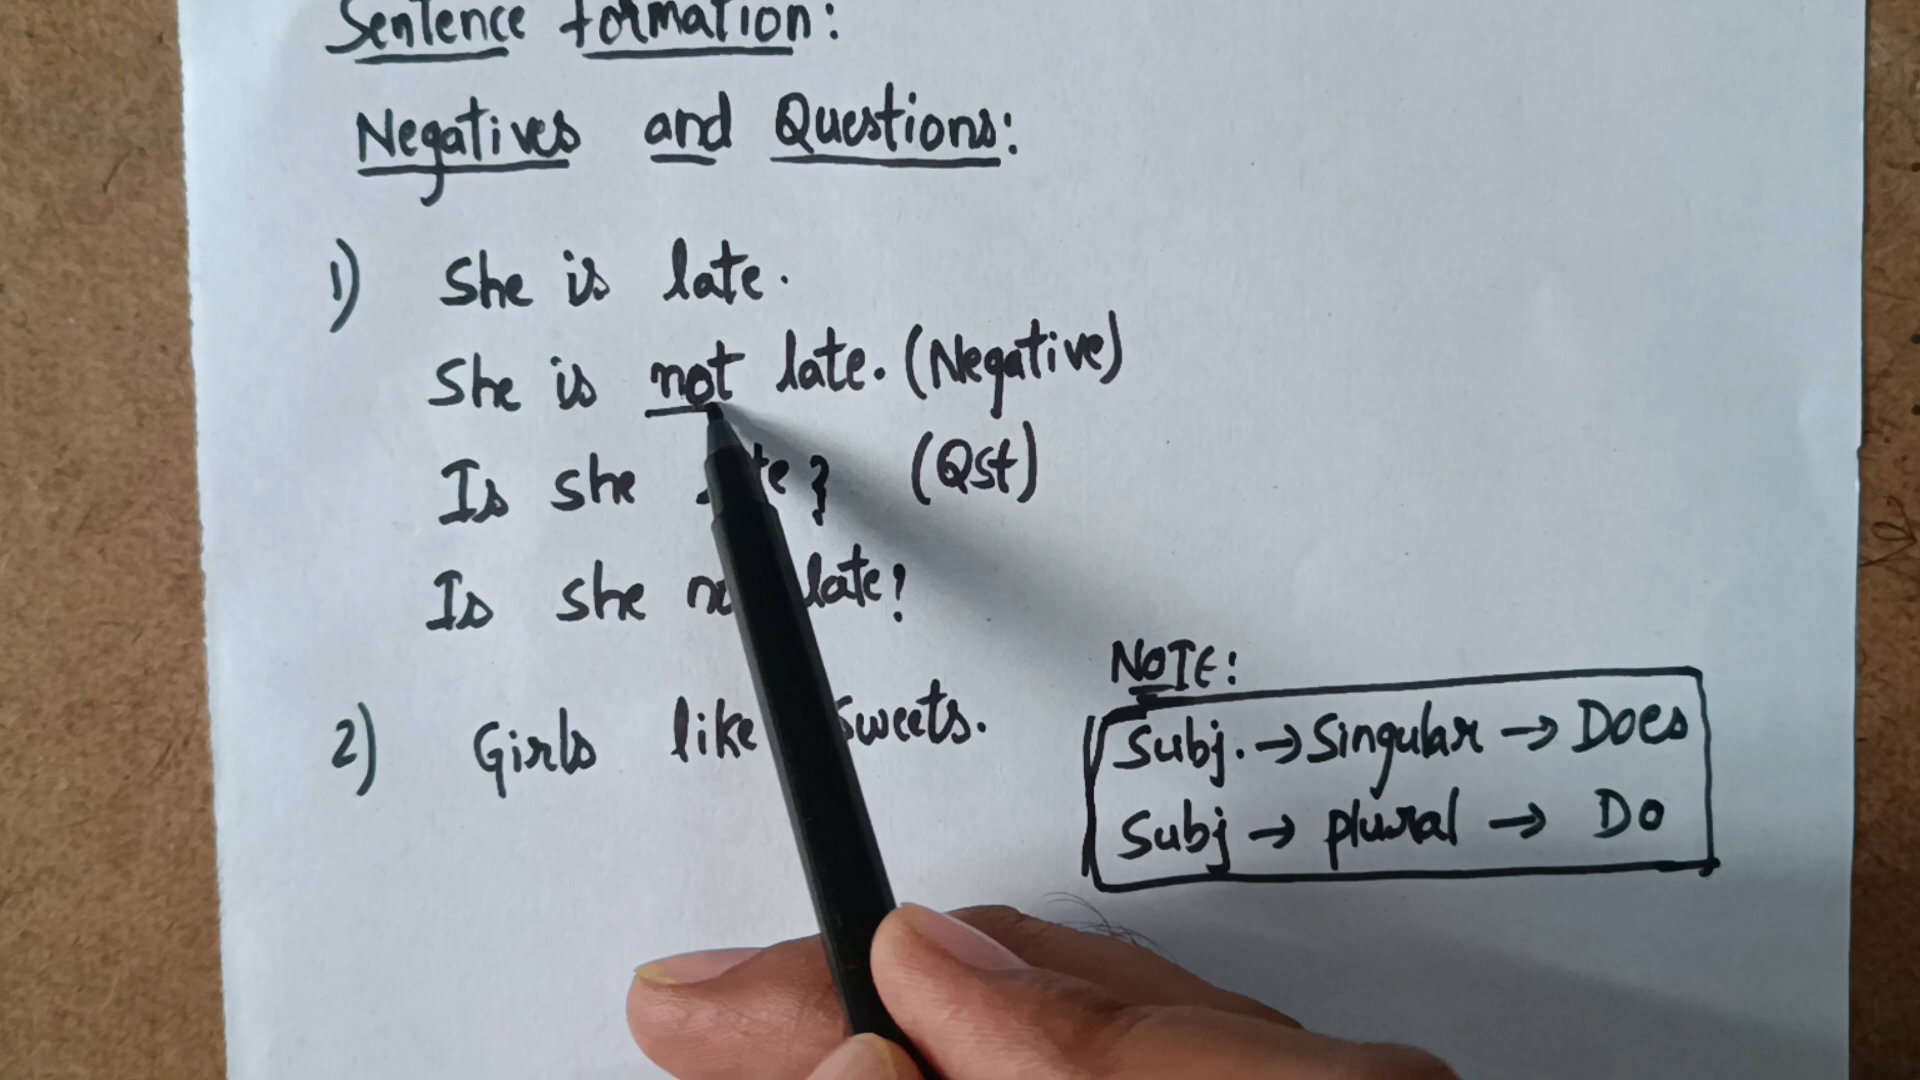 Sentence formation:
Negatives and Questions:
1) She is late.
She is not late. (Negative)
Is she (Qst)
Is she late?
2) Girls like Sweets.
NOTE:
Subj. → Singular → Does
Subj → plural → Do